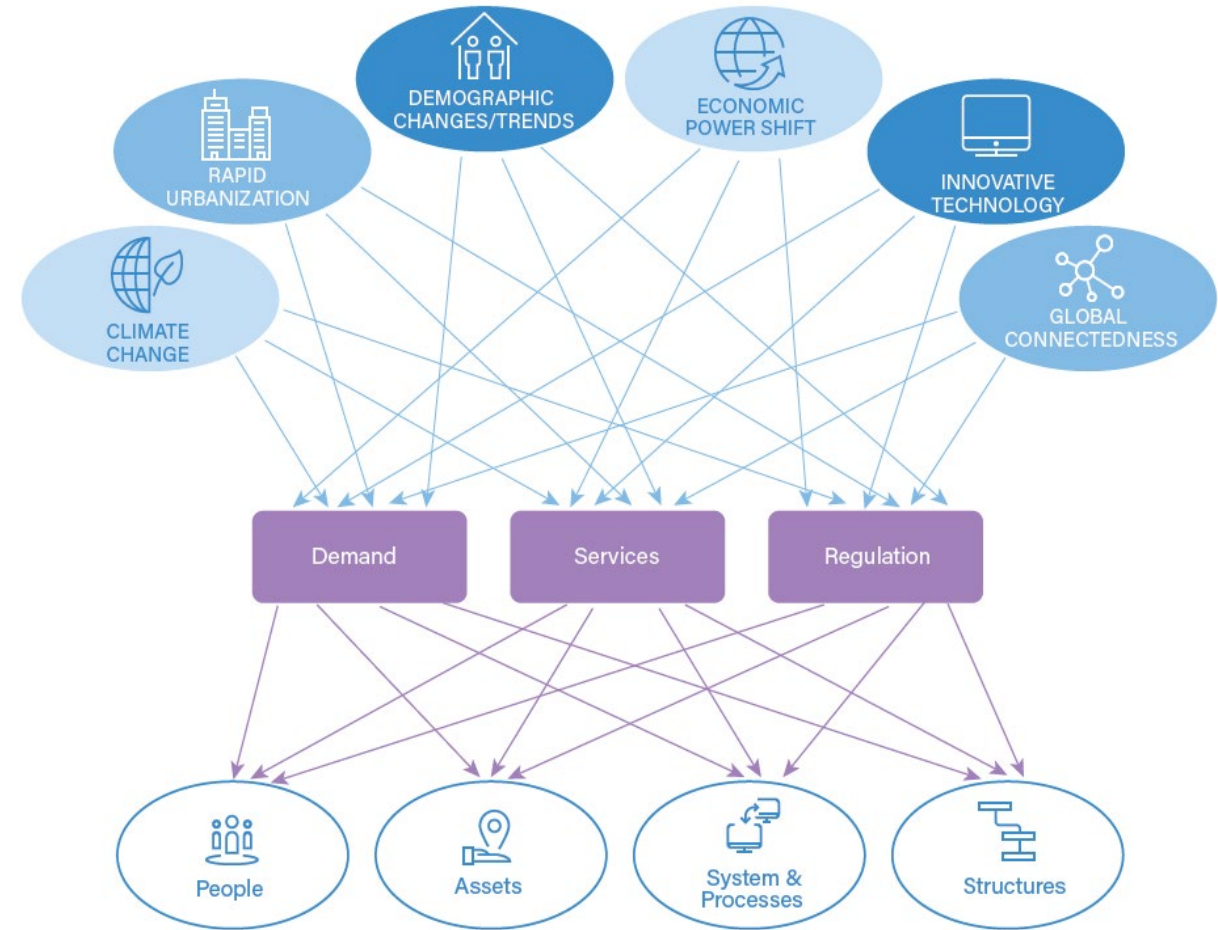 DEMOGRAPHIC
CHANGES/TRENDS
ECONOMIC
POWER SHIFT
RAPID
URBANIZATION
INNOVATIVE
TECHNOLOGY
CLIMATE
CHANGE
GLOBAL
CONNECTEDNESS
Demand
Services
Regulation
People
Assets
System &
Processes
Structures